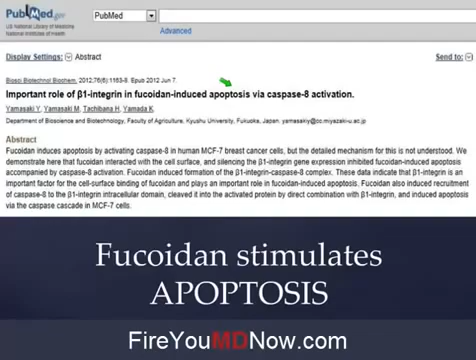 PubMed.gov
US National Library of Medicine
National Institutes of Health
PubMed
Advanced
Display Settings: Abstract
Send to:
Biosci Biotechnol Biochem. 2012;76(6):1163-8. Epub 2012 Jun 7.
Important role of β1-integrin in fucoidan-induced apoptosis via caspase-8 activation.
Yamasaki Y, Yamasaki M, Tachibana H, Yamada K.
Department of Bioscience and Biotechnology, Faculty of Agriculture, Kyushu University, Fukuoka, Japan. yamasakiy@cc.miyazaki-u.ac.jp
Abstract
Fucoidan induces apoptosis by activating caspase-8 in human MCF-7 breast cancer cells, but the detailed mechanism for this is not understood. We
demonstrate here that fucoidan interacted with the cell surface, and silencing the β1-integrin gene expression inhibited fucoidan-induced apoptosis
accompanied by caspase-8 activation. Fucoidan induced formation of the β1-integrin-caspase-8 complex. These data indicate that β1-integrin is an
important factor for the cell-surface binding of fucoidan and plays an important role in fucoidan-induced apoptosis. Fucoidan also induced recruitment
of caspase-8 to the β1-integrin intracellular domain, cleaved it into the activated protein by direct combination with β1-integrin, and induced apoptosis
via the caspase cascade in MCF-7 cells.
Fucoidan stimulates
APOPTOSIS
FireYouMDNow.com